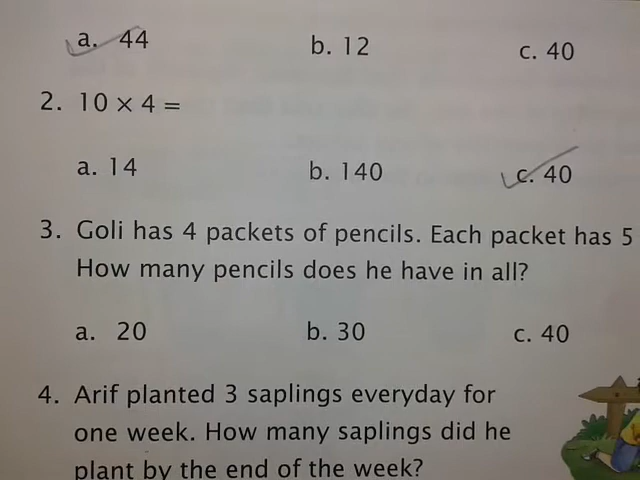 a. 44 b. 12 c. 40
2. 10 × 4 =
a. 14 b. 140 c. 40
3. Goli has 4 packets of pencils. Each packet has 5
How many pencils does he have in all?
a. 20 b. 30 c. 40
4. Arif planted 3 saplings everyday for
one week. How many saplings did he
plant by the end of the week?